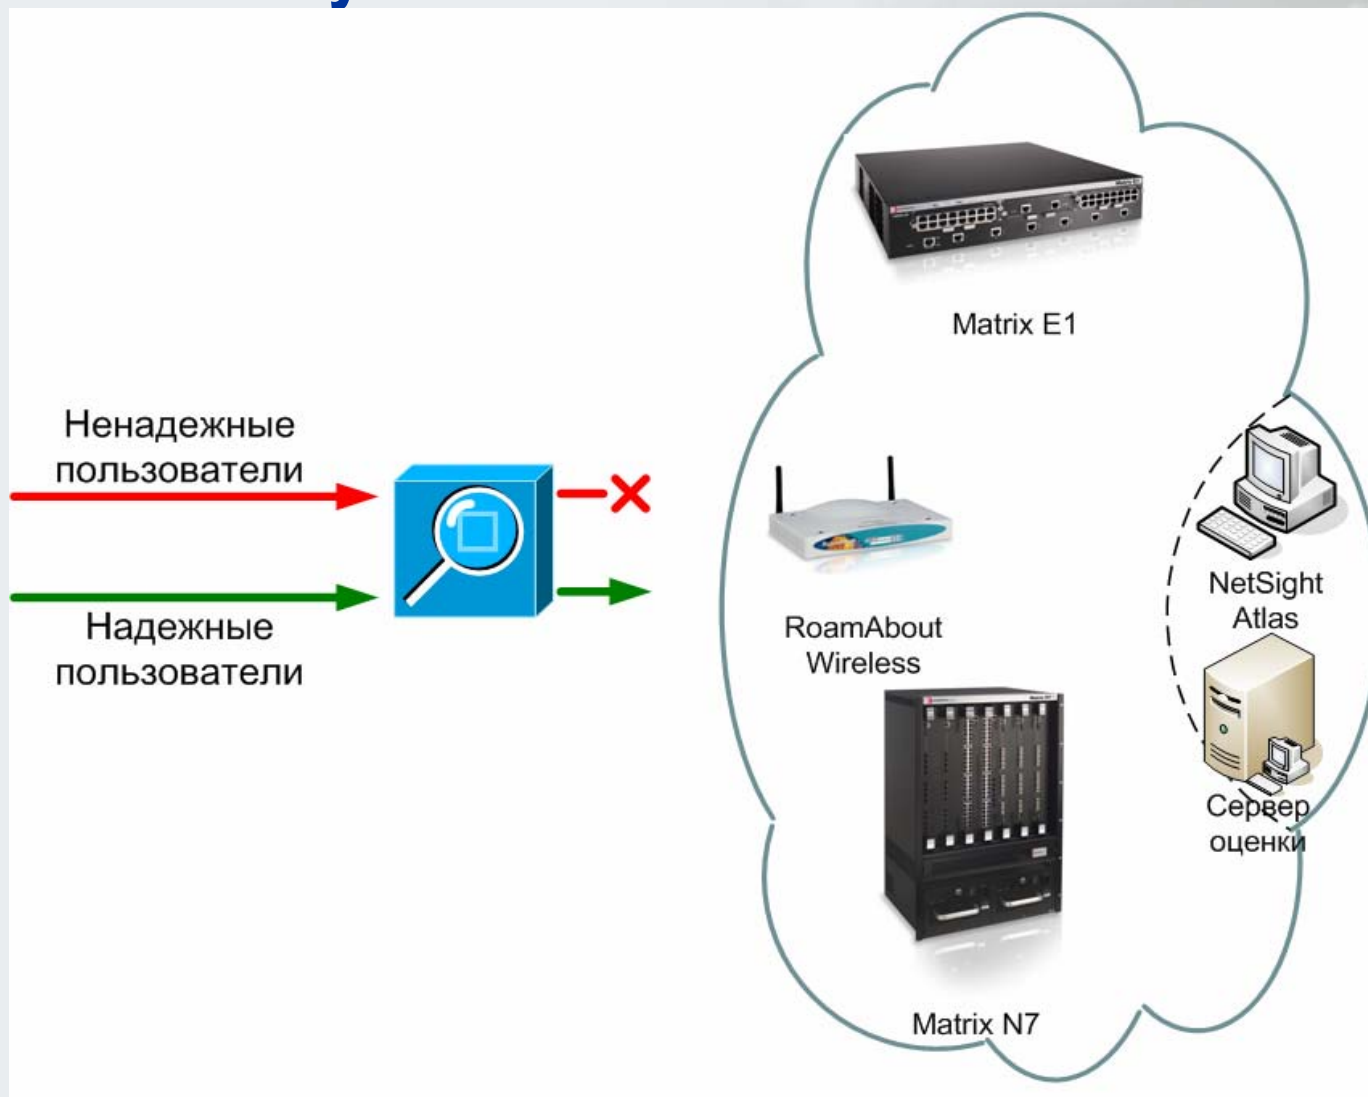 Ненадежные
пользователи
Надежные
пользователи
Matrix E1
RoamAbout
Wireless
Matrix N7
NetSight
Atlas
Сервер
оценки